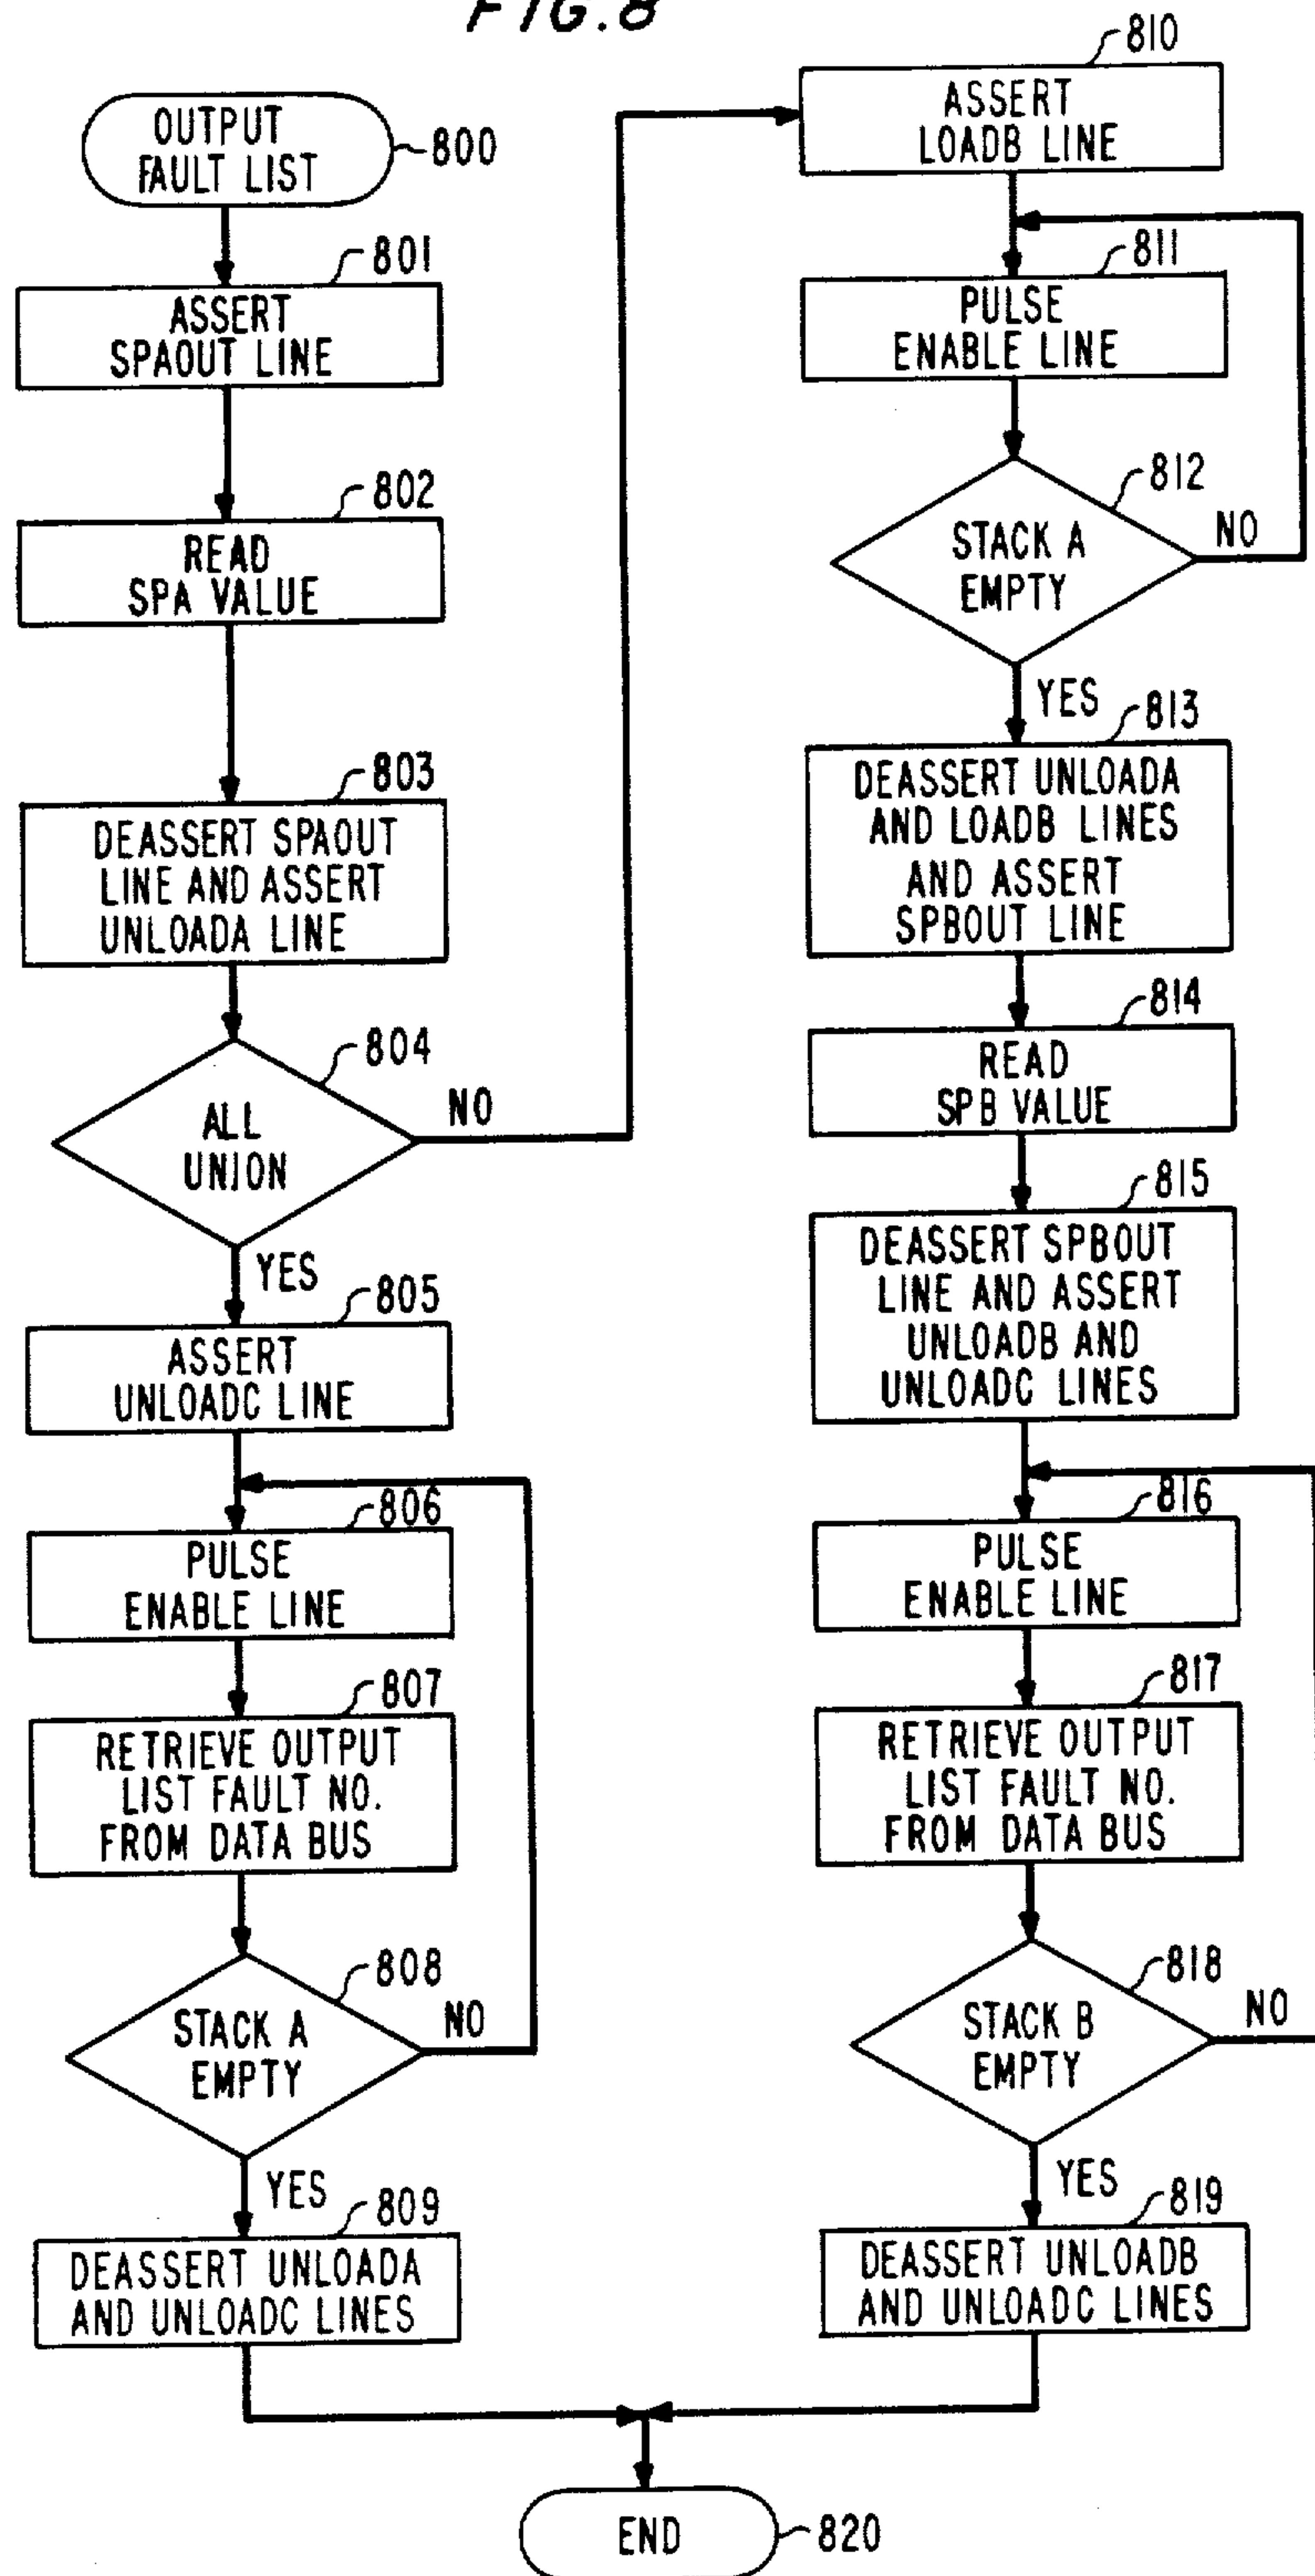 FIG. 8
OUTPUT
FAULT LIST
800
801
ASSERT
SPAOUT LINE
802
READ
SPA VALUE
803
DEASSERT SPAOUT
LINE AND ASSERT
UNLOADA LINE
804
ALL
UNION
NO
YES
805
ASSERT
UNLOADC LINE
806
PULSE
ENABLE LINE
807
RETRIEVE OUTPUT
LIST FAULT NO.
FROM DATA BUS
808
STACK A
EMPTY
NO
YES
809
DEASSERT UNLOADA
AND UNLOADC LINES
810
ASSERT
LOADB LINE
811
PULSE
ENABLE LINE
812
STACK A
EMPTY
NO
YES
813
DEASSERT UNLOADA
AND LOADB LINES
AND ASSERT
SPBOUT LINE
814
READ
SPB VALUE
815
DEASSERT SPBOUT
LINE AND ASSERT
UNLOADB AND
UNLOADC LINES
816
PULSE
ENABLE LINE
817
RETRIEVE OUTPUT
LIST FAULT NO.
FROM DATA BUS
818
STACK B
EMPTY
NO
YES
819
DEASSERT UNLOADB
AND UNLOADC LINES
END
820